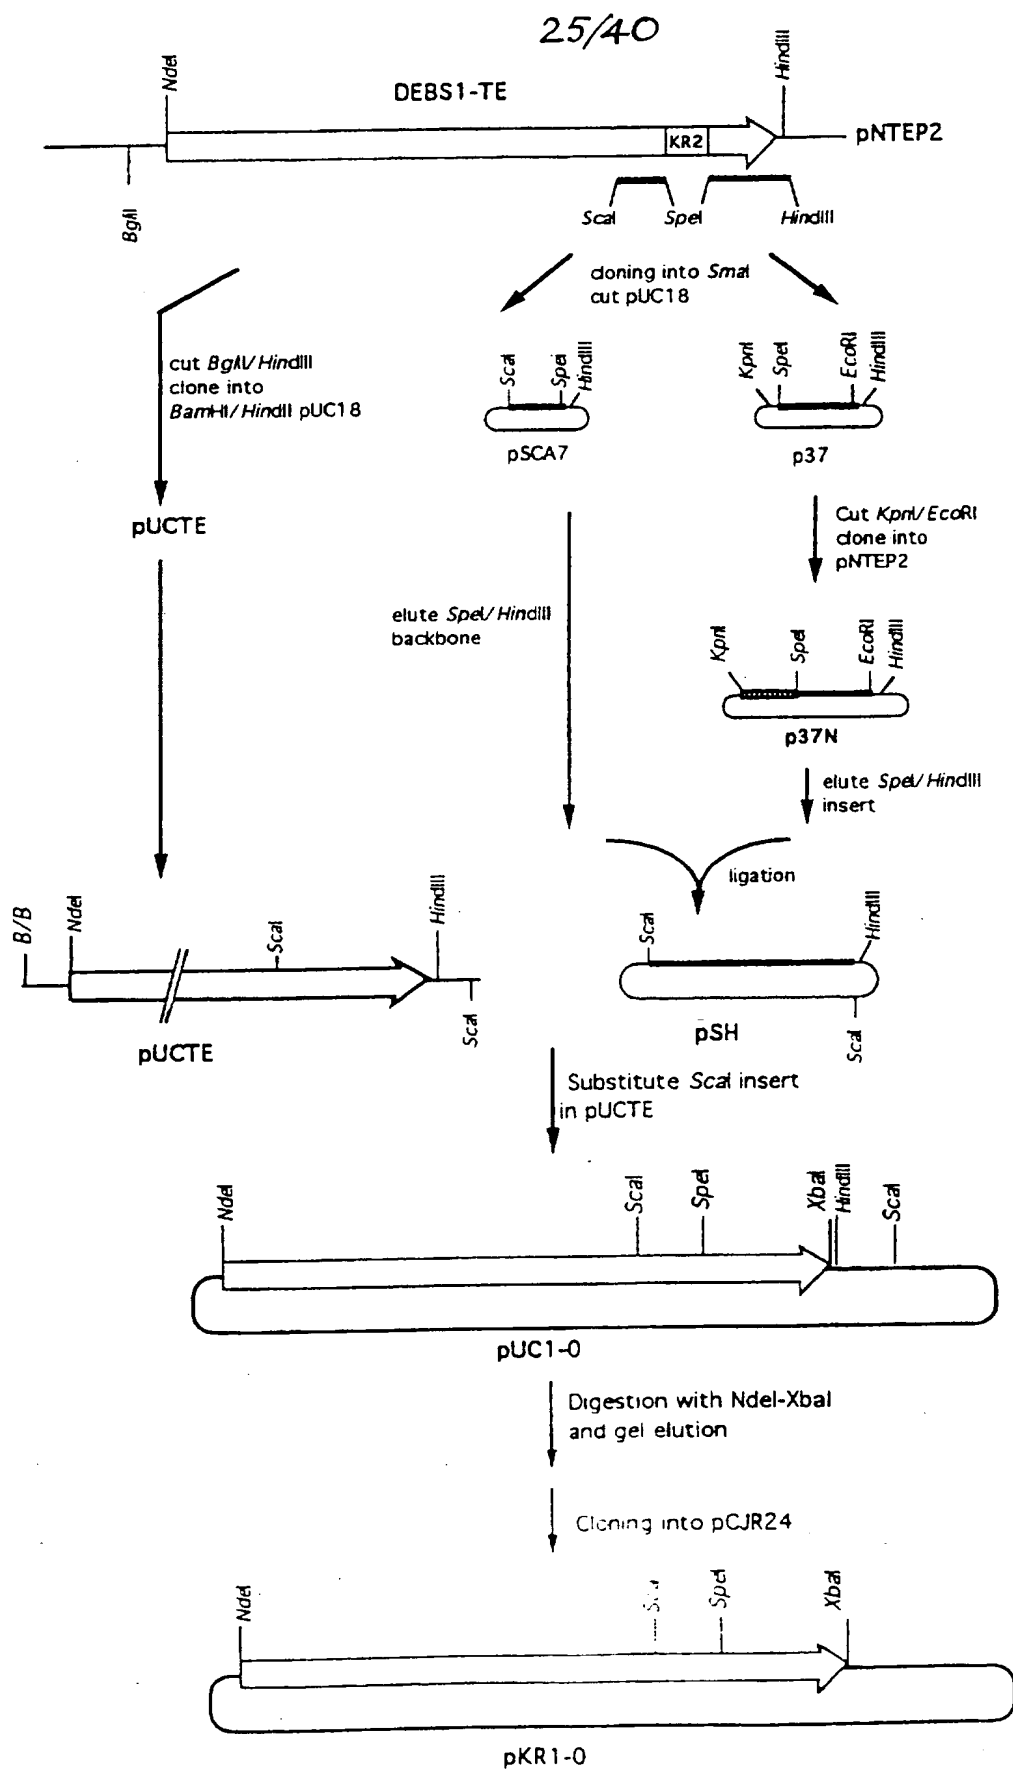 25/40
NdeI
HindIII
DEBS1-TE
KR2
pNTEP2
BglII
ScaI
SpeI
HindIII
cloning into SmaI
cut pUC18
cut BglII/HindIII
clone into
BamHI/HindII pUC18
ScaI
SpeI
HindIII
pSCA7
KpnI
SpeI
EcoRI
HindIII
p37
pUCTE
Cut KpnI/EcoRI
clone into
pNTEP2
elute SpeI/HindIII
backbone
KpnI
SpeI
EcoRI
HindIII
p37N
elute SpeI/HindIII
insert
ligation
B/B
NdeI
ScaI
HindIII
ScaI
pUCTE
ScaI
HindIII
pSH
ScaI
Substitute ScaI insert
in pUCTE
NdeI
ScaI
SpeI
XbaI
HindIII
ScaI
pUC1-0
Digestion with NdeI-XbaI
and gel elution
Cloning into pCJR24
NdeI
ScaI
SpeI
XbaI
pKR1-0